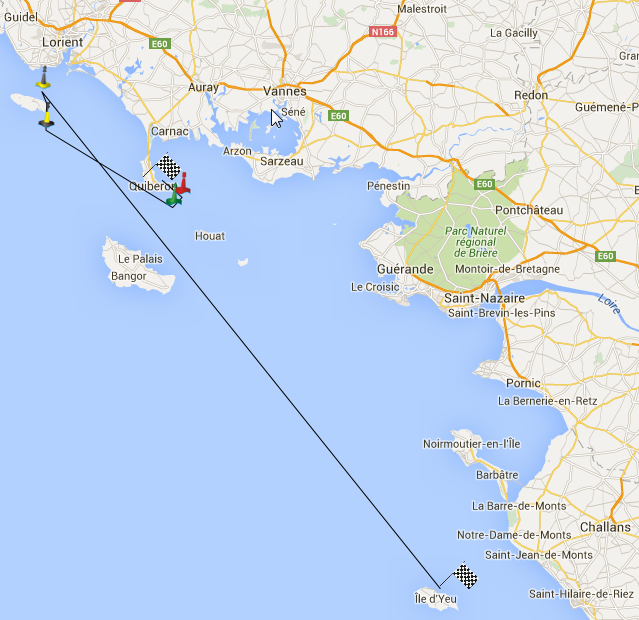 Malestroit
Guidel
N166
La Gacilly
Lorient
E60
Auray
Vannes
Redon
Séné
Guémené-P
E60
Carnac
Arzon
Sarzeau
Quiberon
Pénestin
E60
Pontchâteau
Houat
Parc Naturel
régional
de Brière
Le Palais
Bangor
Guérande
Montoir-de-Bretagne
E60
Le Croisic
Saint-Nazaire
Loire
Saint-Brevin-les-Pins
Pornic
La Bernerie-en-Retz
Noirmoutier-en-l'Île
Barbâtre
La Barre-de-Monts
Challans
Notre-Dame-de-Monts
Saint-Jean-de-Monts
Île d'Yeu
Saint-Hilaire-de-Riez